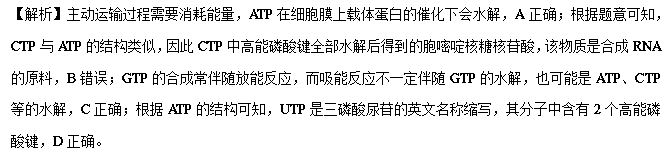 【解析】主动运输过程需要消耗能量，ATP 在细胞膜上载体蛋白的催化下会水解，A 正确；根据题意可知，
CTP 与 ATP 的结构类似，因此 CTP 中高能磷酸键全部水解后得到的胞嘧啶核糖核苷酸，该物质是合成 RNA
的原料，B 错误；GTP 的合成常伴随放能反应，而吸能反应不一定伴随 GTP 的水解，也可能是 ATP、CTP
等的水解，C 正确；根据 ATP 的结构可知，UTP 是三磷酸尿苷的英文名称缩写，其分子中含有 2 个高能磷
酸键，D 正确。